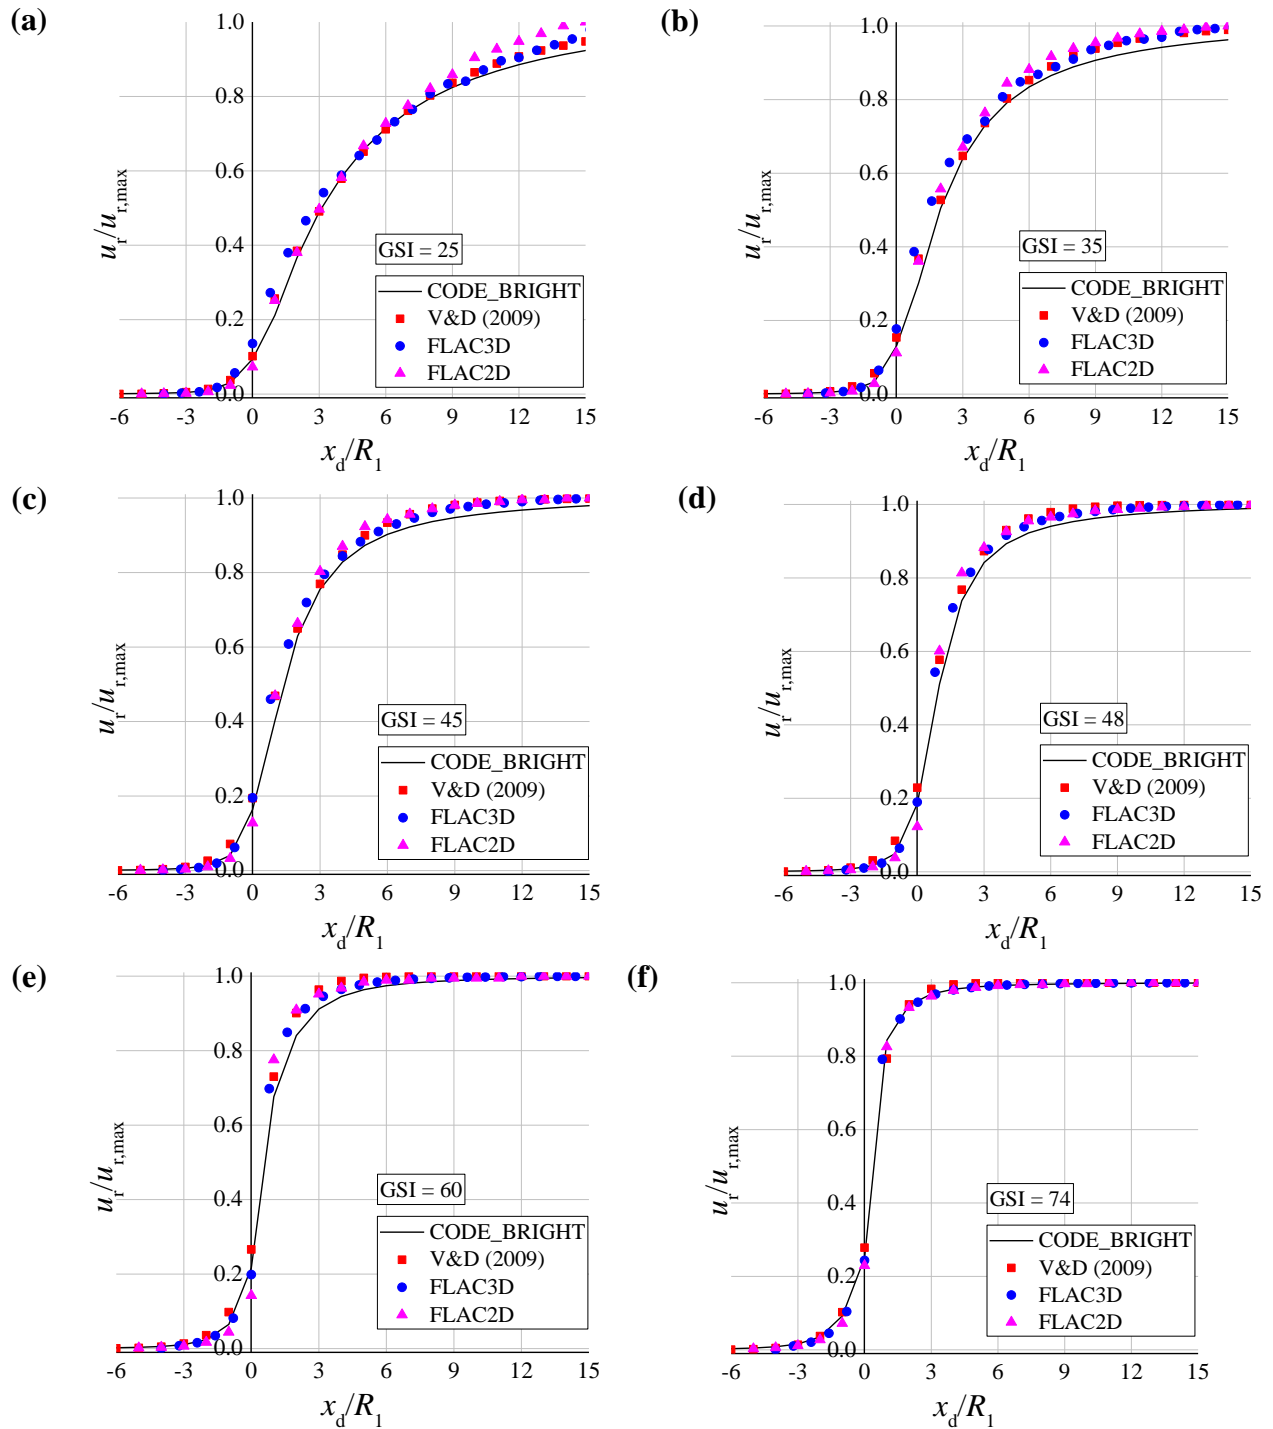 (a)
1.0
0.8
0.6
0.4
0.2
0.0
u_r/u_r,max
GSI = 25
CODE_BRIGHT
V&D (2009)
FLAC3D
FLAC2D
-6 -3 0 3 6 9 12 15
x_d/R_1
(b)
1.0
0.8
0.6
0.4
0.2
0.0
u_r/u_r,max
GSI = 35
CODE_BRIGHT
V&D (2009)
FLAC3D
FLAC2D
-6 -3 0 3 6 9 12 15
x_d/R_1
(c)
1.0
0.8
0.6
0.4
0.2
0.0
u_r/u_r,max
GSI = 45
CODE_BRIGHT
V&D (2009)
FLAC3D
FLAC2D
-6 -3 0 3 6 9 12 15
x_d/R_1
(d)
1.0
0.8
0.6
0.4
0.2
0.0
u_r/u_r,max
GSI = 48
CODE_BRIGHT
V&D (2009)
FLAC3D
FLAC2D
-6 -3 0 3 6 9 12 15
x_d/R_1
(e)
1.0
0.8
0.6
0.4
0.2
0.0
u_r/u_r,max
GSI = 60
CODE_BRIGHT
V&D (2009)
FLAC3D
FLAC2D
-6 -3 0 3 6 9 12 15
x_d/R_1
(f)
1.0
0.8
0.6
0.4
0.2
0.0
u_r/u_r,max
GSI = 74
CODE_BRIGHT
V&D (2009)
FLAC3D
FLAC2D
-6 -3 0 3 6 9 12 15
x_d/R_1